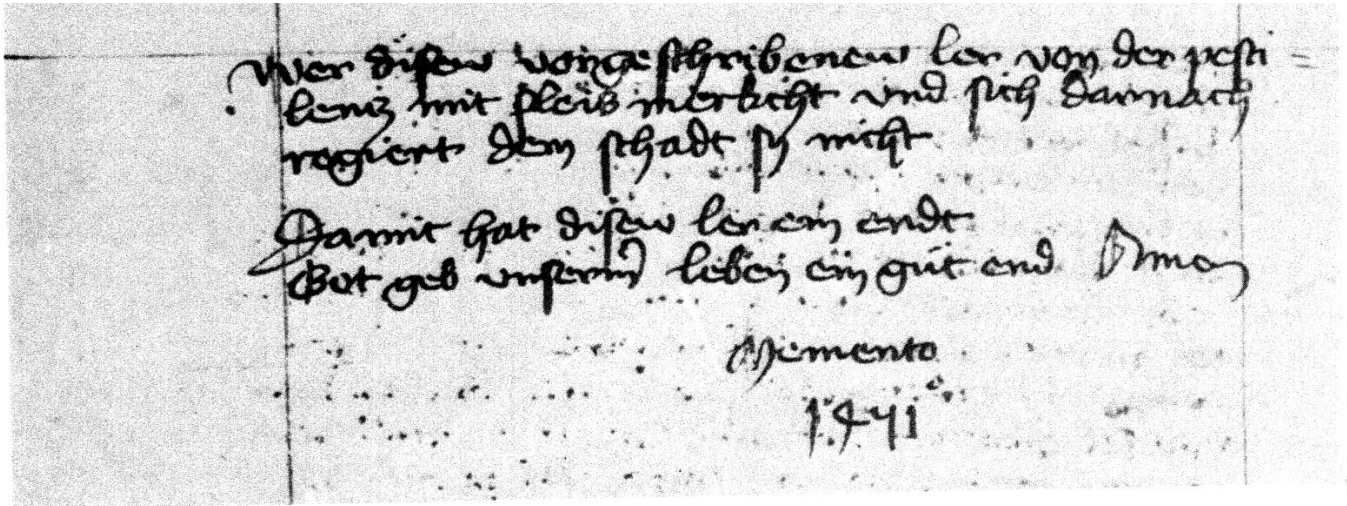 Wer disew vorgeschribenew ler von der pesti=
lentz mit fleis merkcht vnd sich darnach
regiert dem schadt sy nicht
Damit hat disew ler ein endt
Got geb vnserm leben ein gut end Amen
Memento
1471